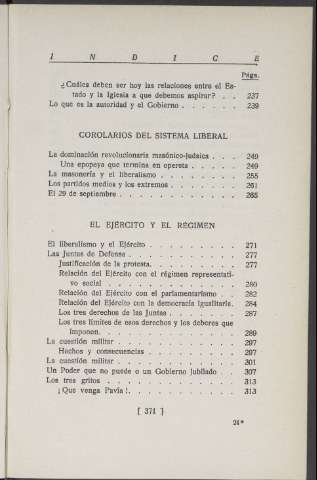 I N D I C E
Págs.
¿Cuáles deben ser hoy las relaciones entre el Es-
tado y la Iglesia a que debemos aspirar? . . 237
Lo que es la autoridad y el Gobierno . . . . . . 239
COROLARIOS DEL SISTEMA LIBERAL
La dominación revolucionaria masónico-judaica . . . 249
Una epopeya que termina en opereta . . . . . 249
La masonería y el liberalismo . . . . . . . . 255
Los partidos medios y los extremos . . . . . . . 261
El 29 de septiembre . . . . . . . . . . . . 265
EL EJÉRCITO Y EL RÉGIMEN
El liberalismo y el Ejército . . . . . . . . . 271
Las Juntas de Defensa . . . . . . . . . . . 277
Justificación de la protesta. . . . . . . . . 277
Relación del Ejército con el régimen representati-
vo social . . . . . . . . . . . . . 280
Relación del Ejército con el parlamentarismo . . 282
Relación del Ejército con la democracia igualitaria. 284
Los tres derechos de las Juntas . . . . . . . 287
Los tres límites de esos derechos y los deberes que
imponen. . . . . . . . . . . . . . 289
La cuestión militar . . . . . . . . . . . . 297
Hechos y consecuencias . . . . . . . . . 297
La cuestión militar . . . . . . . . . . . . 301
Un Poder que no puede o un Gobierno jubilado . . 307
Los tres gritos . . . . . . . . . . . . . 313
¡Que venga Pavía!. . . . . . . . . . . 313
[ 371 ]
24*